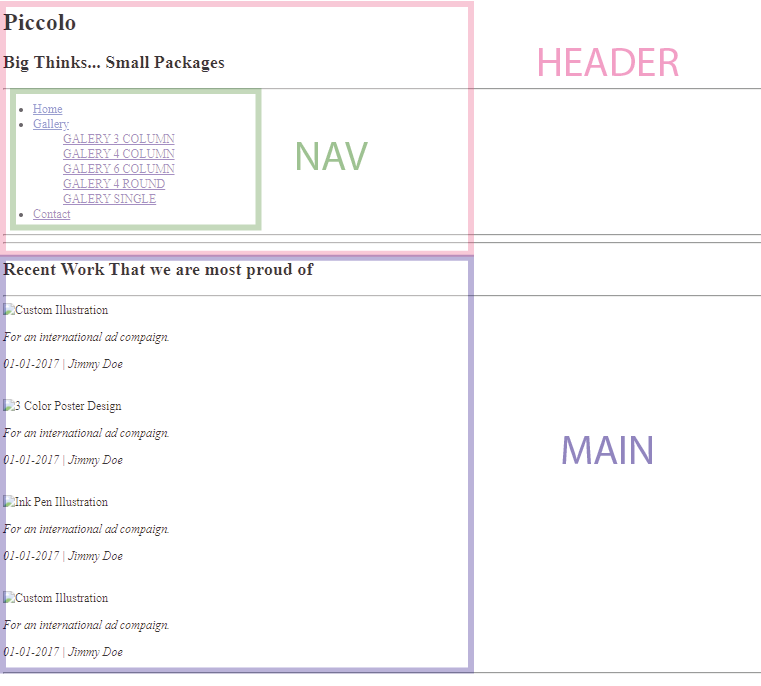 Piccolo
Big Thinks... Small Packages
HEADER
Home
Gallery
GALERY 3 COLUMN
GALERY 4 COLUMN
GALERY 6 COLUMN
GALERY 4 ROUND
GALERY SINGLE
Contact
NAV
Recent Work That we are most proud of
Custom Illustration
For an international ad compaign.
01-01-2017 | Jimmy Doe
3 Color Poster Design
For an international ad compaign.
01-01-2017 | Jimmy Doe
MAIN
Ink Pen Illustration
For an international ad compaign.
01-01-2017 | Jimmy Doe
Custom Illustration
For an international ad compaign.
01-01-2017 | Jimmy Doe